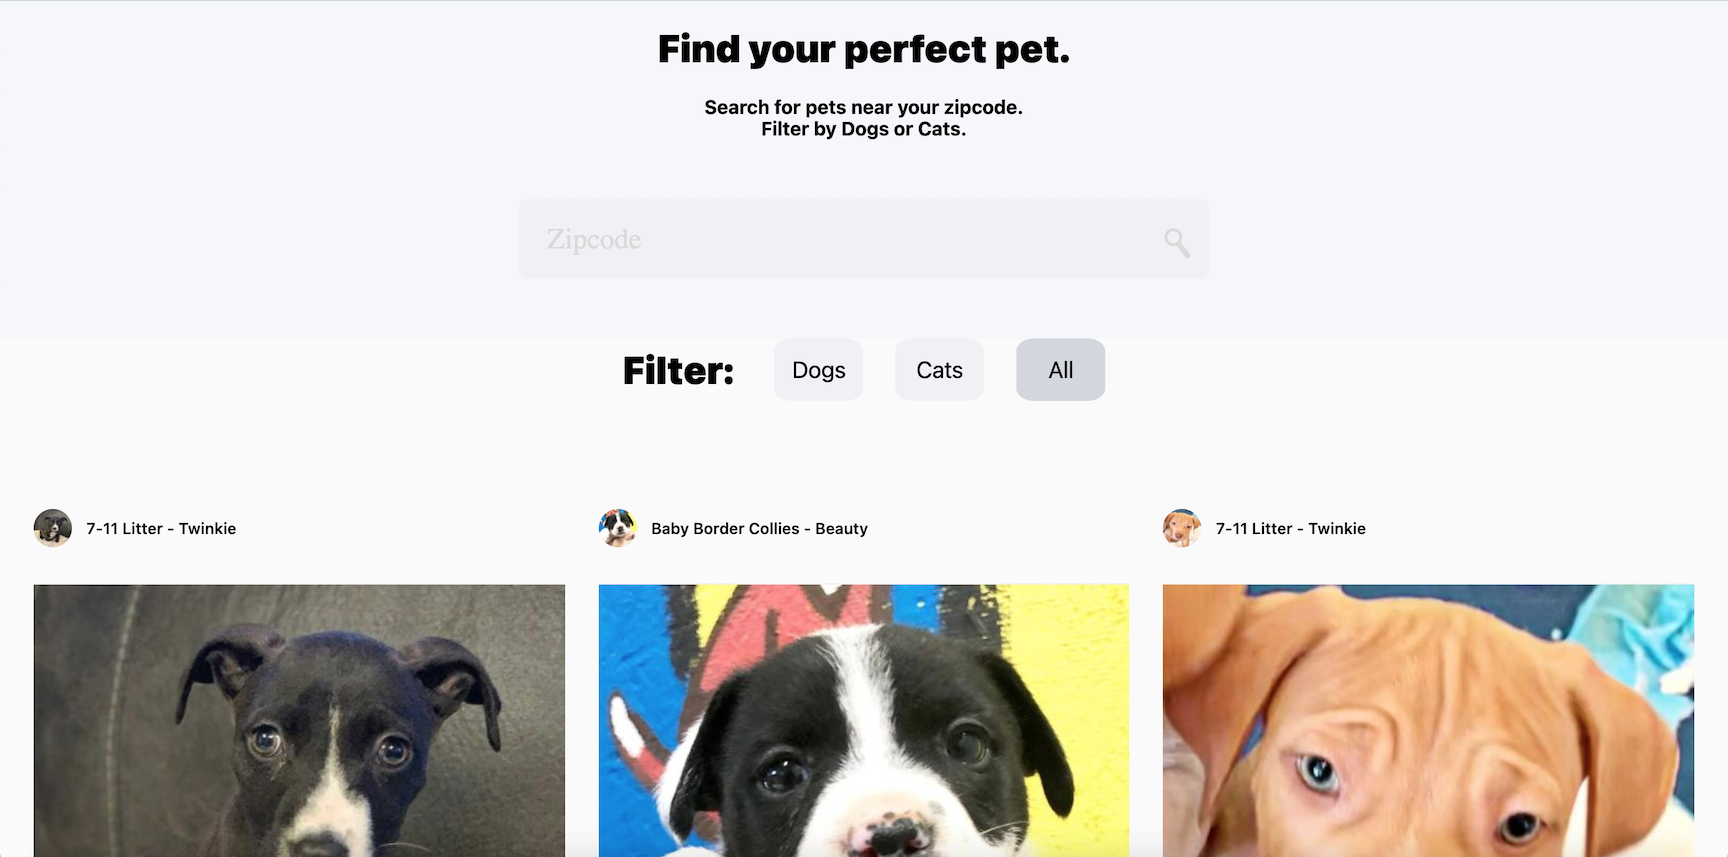 Find your perfect pet.
Search for pets near your zipcode.
Filter by Dogs or Cats.
Zipcode
Filter:
Dogs
Cats
All
7-11 Litter - Twinkie
Baby Border Collies - Beauty
7-11 Litter - Twinkie